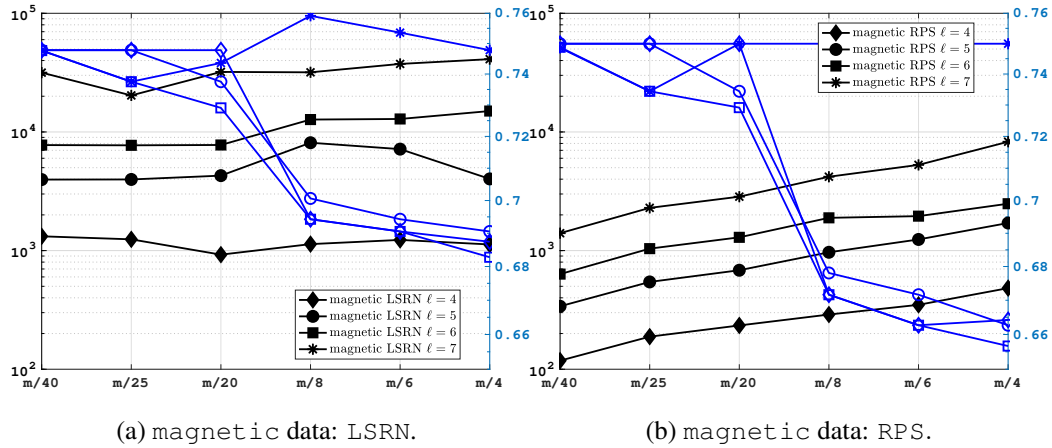 10^5
10^4
10^3
10^2
0.76
0.74
0.72
0.7
0.68
0.66
m/40 m/25 m/20 m/8 m/6 m/4
magnetic LSRN ℓ = 4
magnetic LSRN ℓ = 5
magnetic LSRN ℓ = 6
magnetic LSRN ℓ = 7
(a) magnetic data: LSRN.
10^5
10^4
10^3
10^2
0.76
0.74
0.72
0.7
0.68
0.66
m/40 m/25 m/20 m/8 m/6 m/4
magnetic RPS ℓ = 4
magnetic RPS ℓ = 5
magnetic RPS ℓ = 6
magnetic RPS ℓ = 7
(b) magnetic data: RPS.